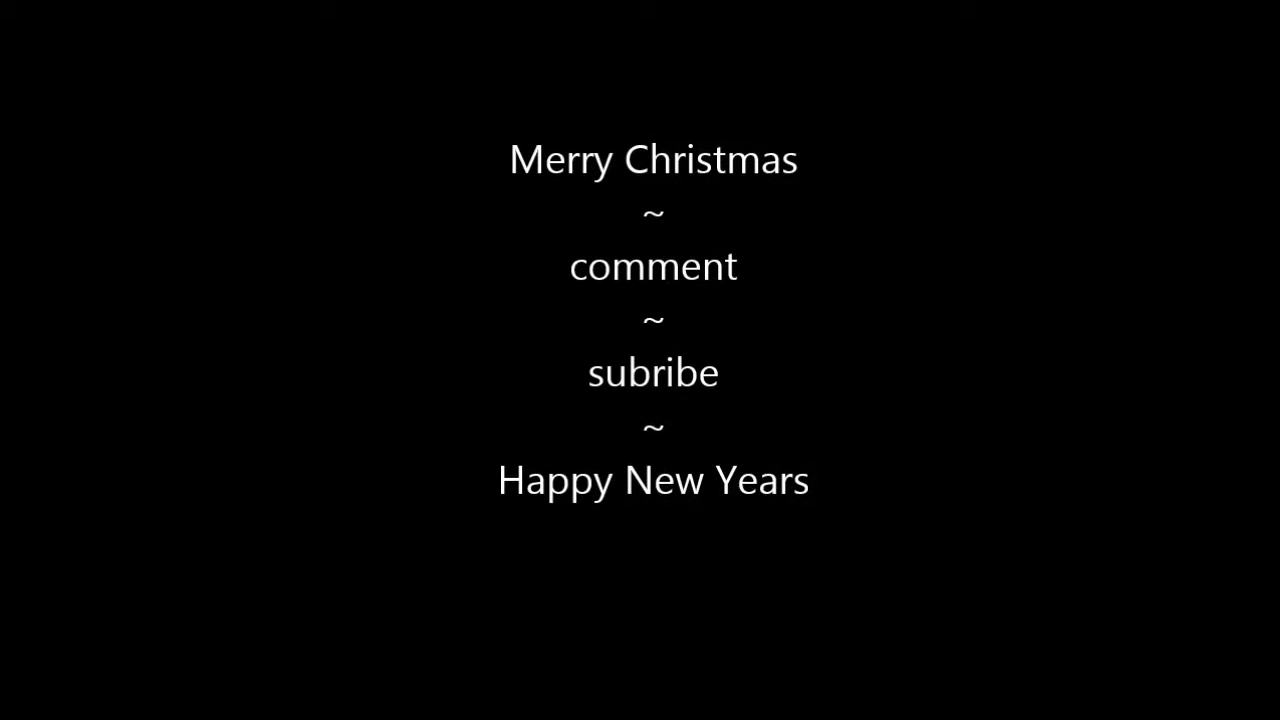 Merry Christmas
~
comment
~
subribe
~
Happy New Years